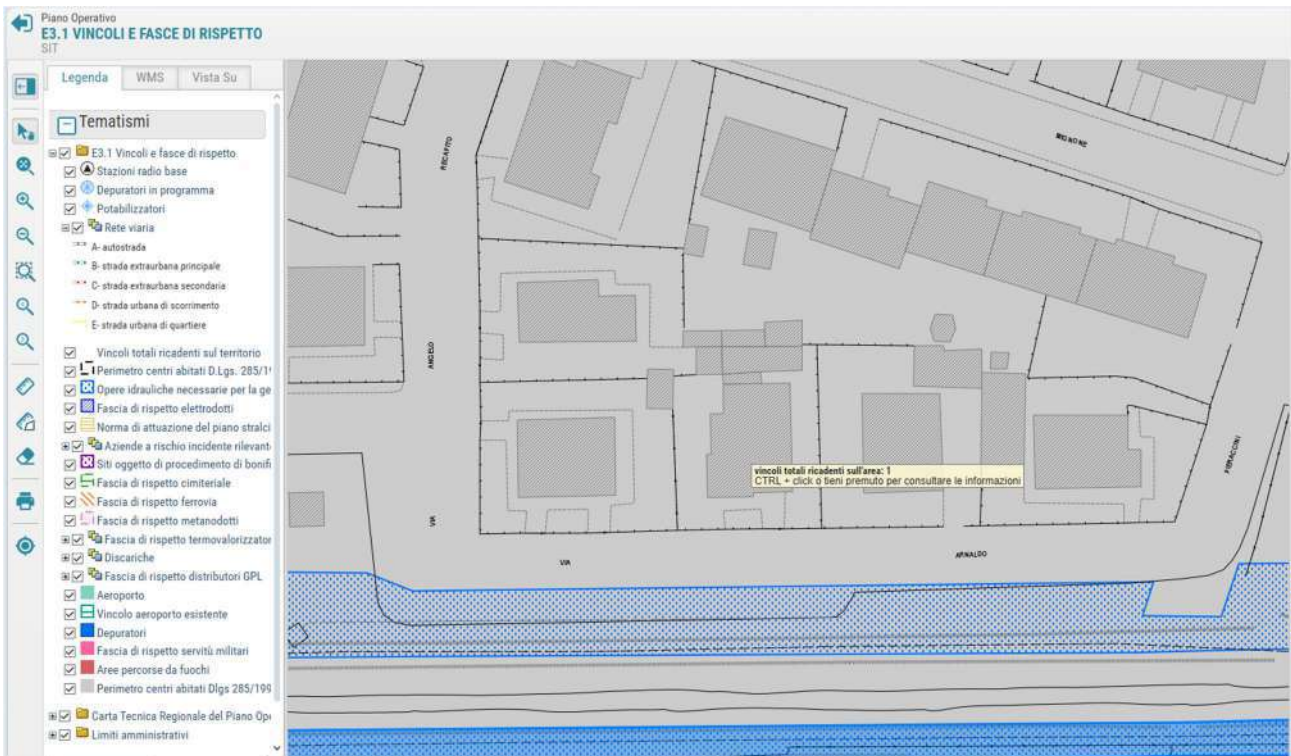 Piano Operativo
E3.1 VINCOLI E FASCE DI RISPETTO
SIT
Legenda
WMS
Vista Su
Tematismi
E3.1 Vincoli e fasce di rispetto
Stazioni radio base
Depuratori in programma
Potabilizzatori
Rete viaria
A- autostrada
B- strada extraurbana principale
C- strada extraurbana secondaria
D- strada urbana di scorrimento
E- strada urbana di quartiere
Vincoli totali ricadenti sul territorio
Perimetro centri abitati D.Lgs. 285/19
Opere idrauliche necessarie per la ge
Fascia di rispetto elettrodotti
Norma di attuazione del piano stralci
Aziende a rischio incidente rilevant
Siti oggetto di procedimento di bonifi
Fascia di rispetto cimiteriale
Fascia di rispetto ferrovia
Fascia di rispetto metanodotti
Fascia di rispetto termovalorizzator
Discariche
Fascia di rispetto distributori GPL
Aeroporto
Vincolo aeroporto esistente
Depuratori
Fascia di rispetto servitù militari
Aree percorse da fuochi
Perimetro centri abitati Dlgs 285/199
Carta Tecnica Regionale del Piano Ope
Limiti amministrativi
RECAPITO
MIGNONE
ANGELO
VIA
VIA
ARNALDO
PIERACCINI
vincoli totali ricadenti sull'area: 1
CTRL + click o tieni premuto per consultare le informazioni